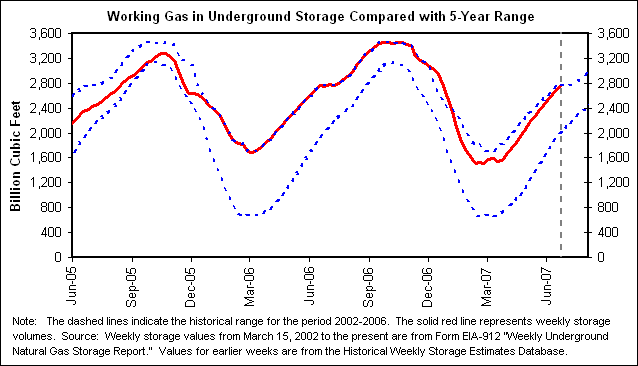 Working Gas in Underground Storage Compared with 5-Year Range
Billion Cubic Feet
3,600
3,200
2,800
2,400
2,000
1,600
1,200
800
400
0
3,600
3,200
2,800
2,400
2,000
1,600
1,200
800
400
0
Jun-05
Sep-05
Dec-05
Mar-06
Jun-06
Sep-06
Dec-06
Mar-07
Jun-07
Note: The dashed lines indicate the historical range for the period 2002-2006. The solid red line represents weekly storage
volumes. Source: Weekly storage values from March 15, 2002 to the present are from Form EIA-912 "Weekly Underground
Natural Gas Storage Report." Values for earlier weeks are from the Historical Weekly Storage Estimates Database.